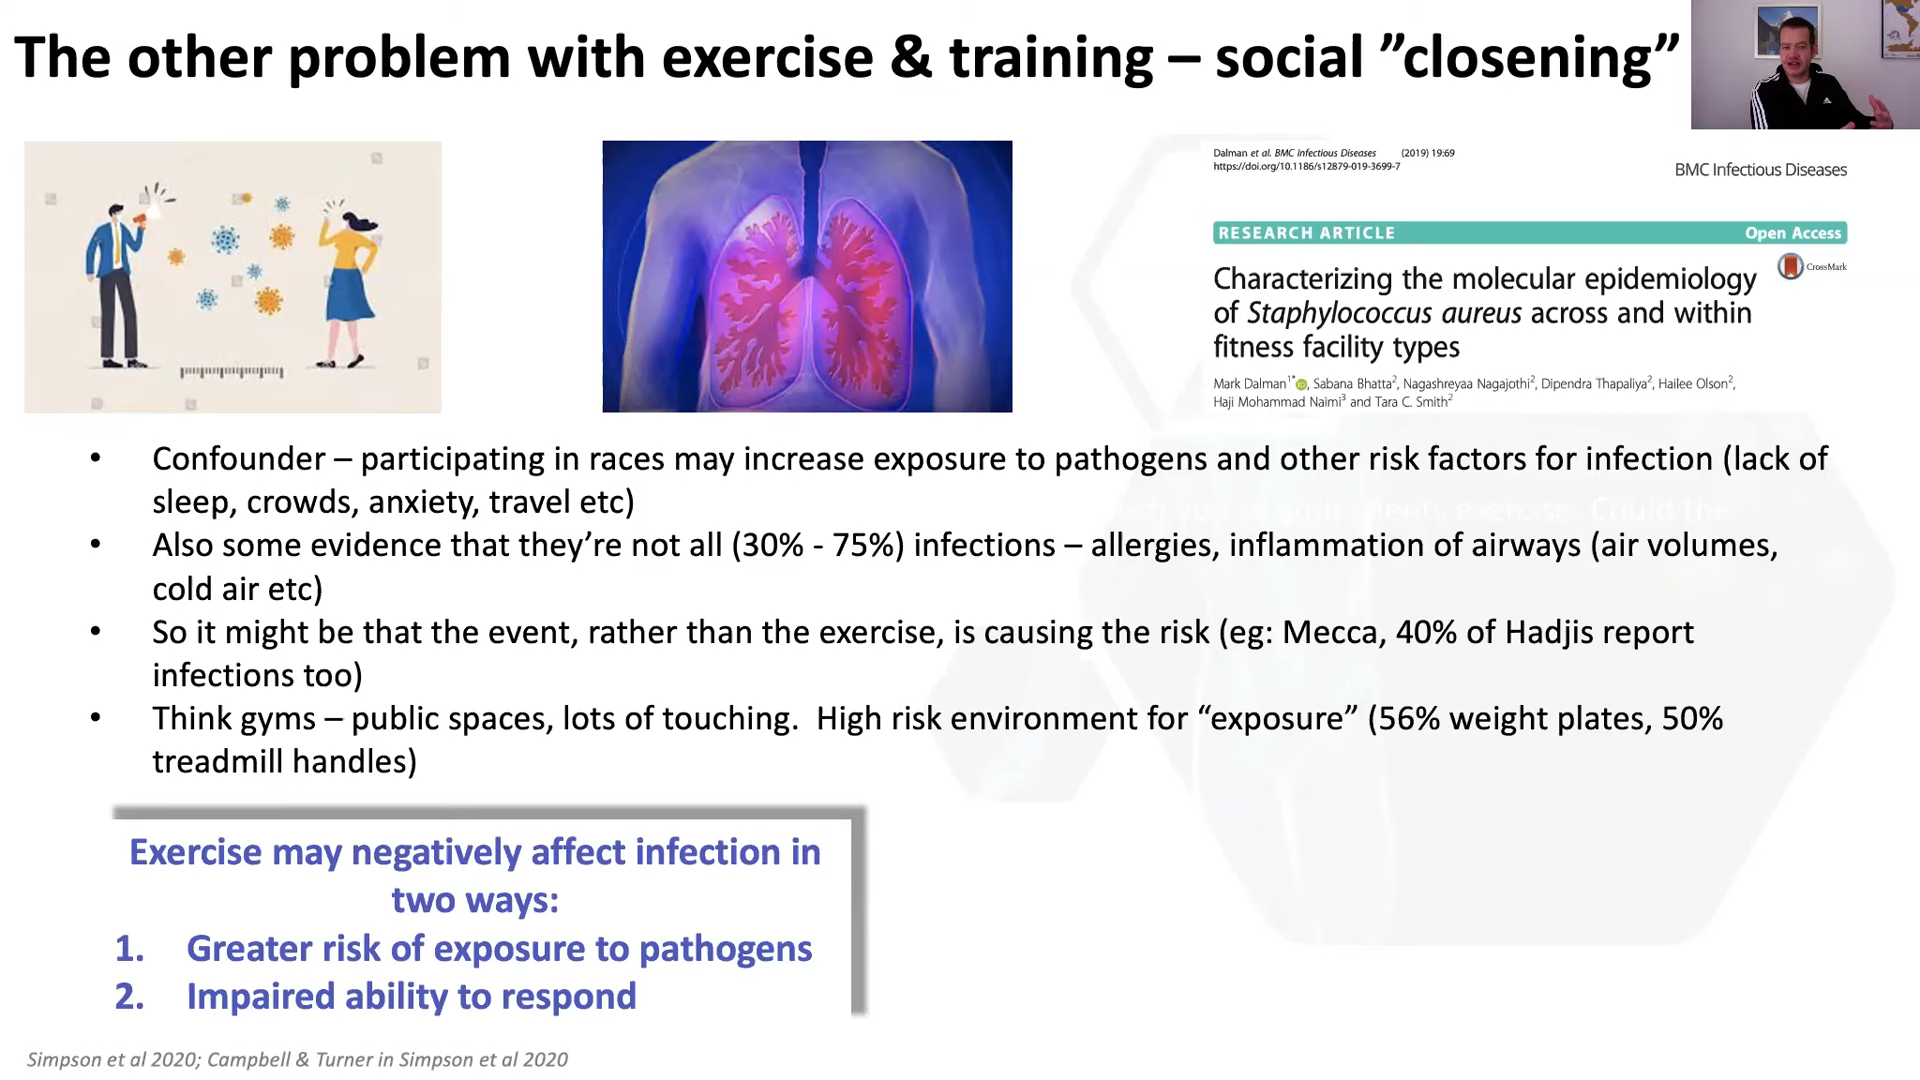 The other problem with exercise & training – social ”closening”
Dalman et al. BMC Infectious Diseases (2019) 19:69
https://doi.org/10.1186/s12879-019-3699-7
BMC Infectious Diseases
RESEARCH ARTICLE Open Access
CrossMark
Characterizing the molecular epidemiology
of Staphylococcus aureus across and within
fitness facility types
Mark Dalman1*, Sabana Bhatta2, Nagashreyaa Nagajothi2, Dipendra Thapaliya2, Hailee Olson2,
Haji Mohammad Naimi3 and Tara C. Smith2
• Confounder – participating in races may increase exposure to pathogens and other risk factors for infection (lack of
sleep, crowds, anxiety, travel etc)
• Also some evidence that they’re not all (30% - 75%) infections – allergies, inflammation of airways (air volumes,
cold air etc)
• So it might be that the event, rather than the exercise, is causing the risk (eg: Mecca, 40% of Hadjis report
infections too)
• Think gyms – public spaces, lots of touching.  High risk environment for “exposure” (56% weight plates, 50%
treadmill handles)
Exercise may negatively affect infection in
two ways:
1. Greater risk of exposure to pathogens
2. Impaired ability to respond
Simpson et al 2020; Campbell & Turner in Simpson et al 2020